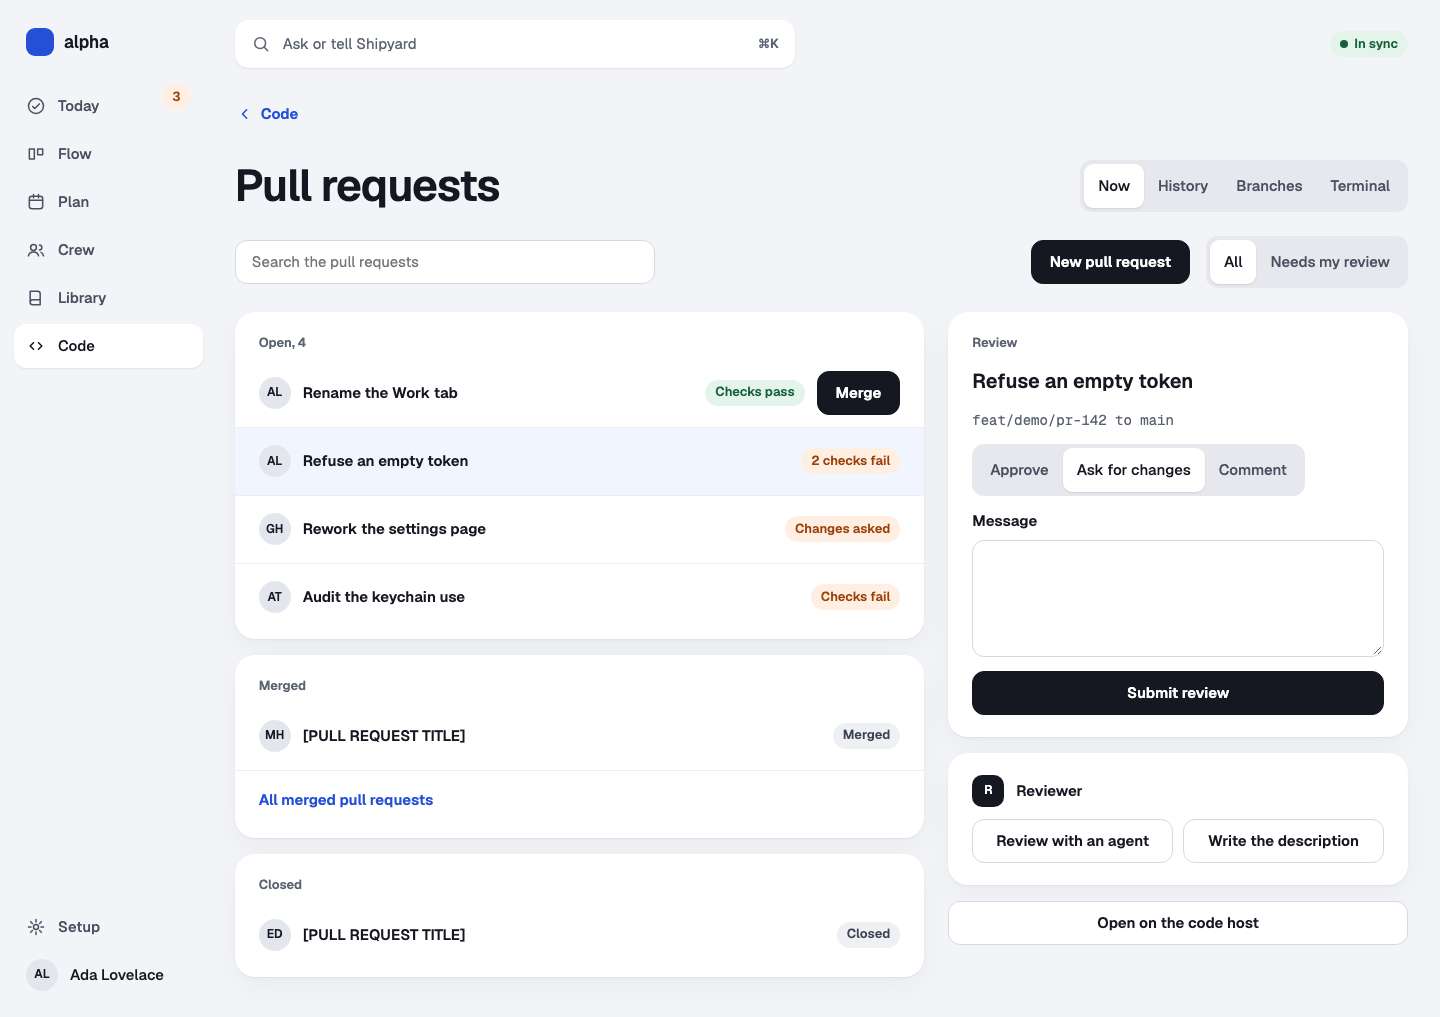 alpha
Ask or tell Shipyard
⌘K
In sync
Today
3
Flow
Plan
Crew
Library
Code
Setup
AL
Ada Lovelace
Code
Pull requests
Now
History
Branches
Terminal
Search the pull requests
New pull request
All
Needs my review
Open, 4
AL
Rename the Work tab
Checks pass
Merge
AL
Refuse an empty token
2 checks fail
GH
Rework the settings page
Changes asked
AT
Audit the keychain use
Checks fail
Merged
MH
[PULL REQUEST TITLE]
Merged
All merged pull requests
Closed
ED
[PULL REQUEST TITLE]
Closed
Review
Refuse an empty token
feat/demo/pr-142 to main
Approve
Ask for changes
Comment
Message
Submit review
R
Reviewer
Review with an agent
Write the description
Open on the code host